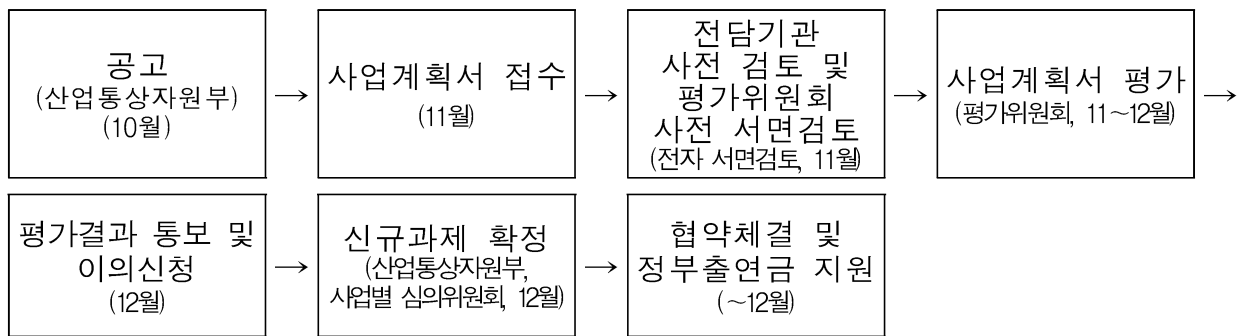 공고
(산업통상자원부)
(10월)
→
사업계획서 접수
(11월)
→
전담기관
사전 검토 및
평가위원회
사전 서면검토
(전자 서면검토, 11월)
→
사업계획서 평가
(평가위원회, 11~12월)
→
평가결과 통보 및
이의신청
(12월)
→
신규과제 확정
(산업통상자원부,
사업별 심의위원회, 12월)
→
협약체결 및
정부출연금 지원
(~12월)